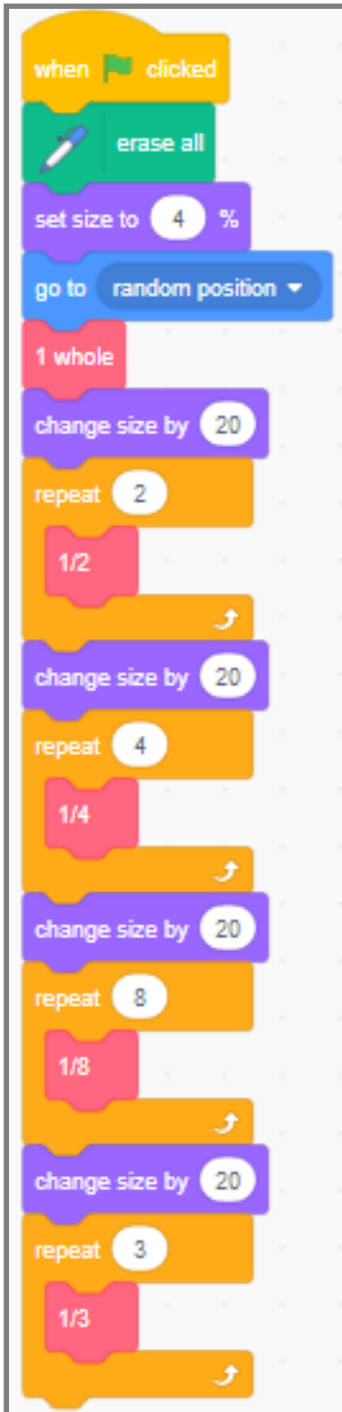 when clicked
erase all
set size to 4 %
go to random position
1 whole
change size by 20
repeat 2
1/2
change size by 20
repeat 4
1/4
change size by 20
repeat 8
1/8
change size by 20
repeat 3
1/3